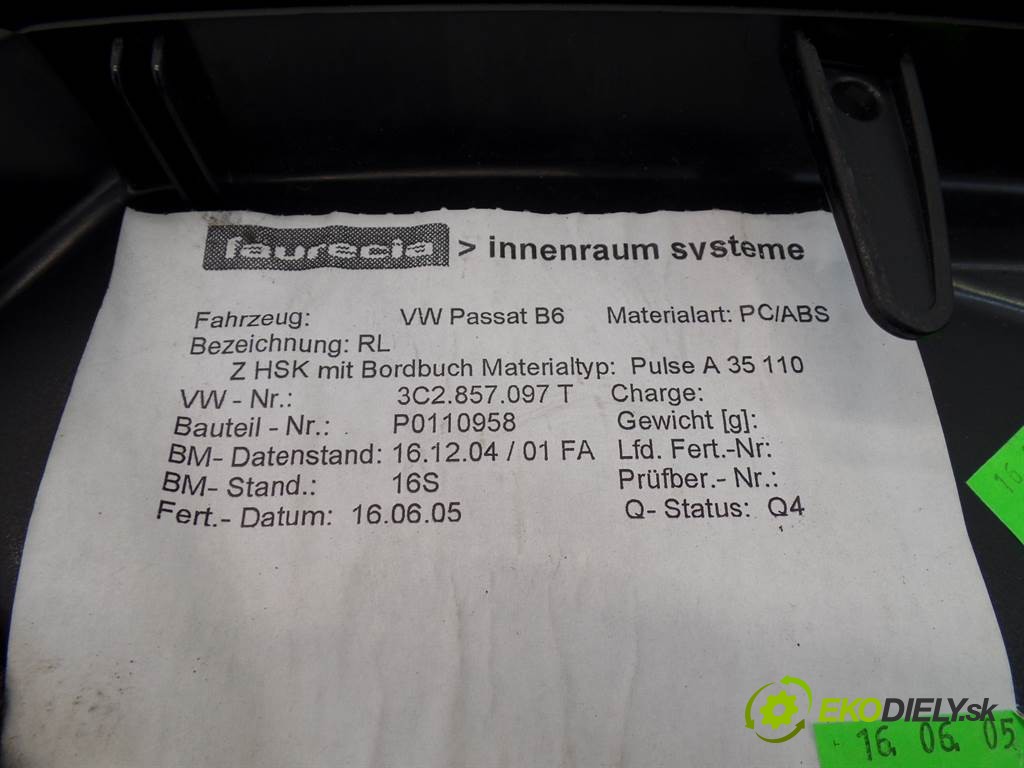 faurecia > innenraum systeme
Fahrzeug: VW Passat B6 Materialart: PC/ABS
Bezeichnung: RL
Z HSK mit Bordbuch Materialtyp: Pulse A 35 110
VW - Nr.: 3C2.857.097 T Charge:
Bauteil - Nr.: P0110958 Gewicht [g]:
BM- Datenstand: 16.12.04 / 01 FA Lfd. Fert.-Nr:
BM- Stand.: 16S Prüfber.- Nr.:
Fert.- Datum: 16.06.05 Q- Status: Q4
16
EKODIELY.sk
16. 06. 05